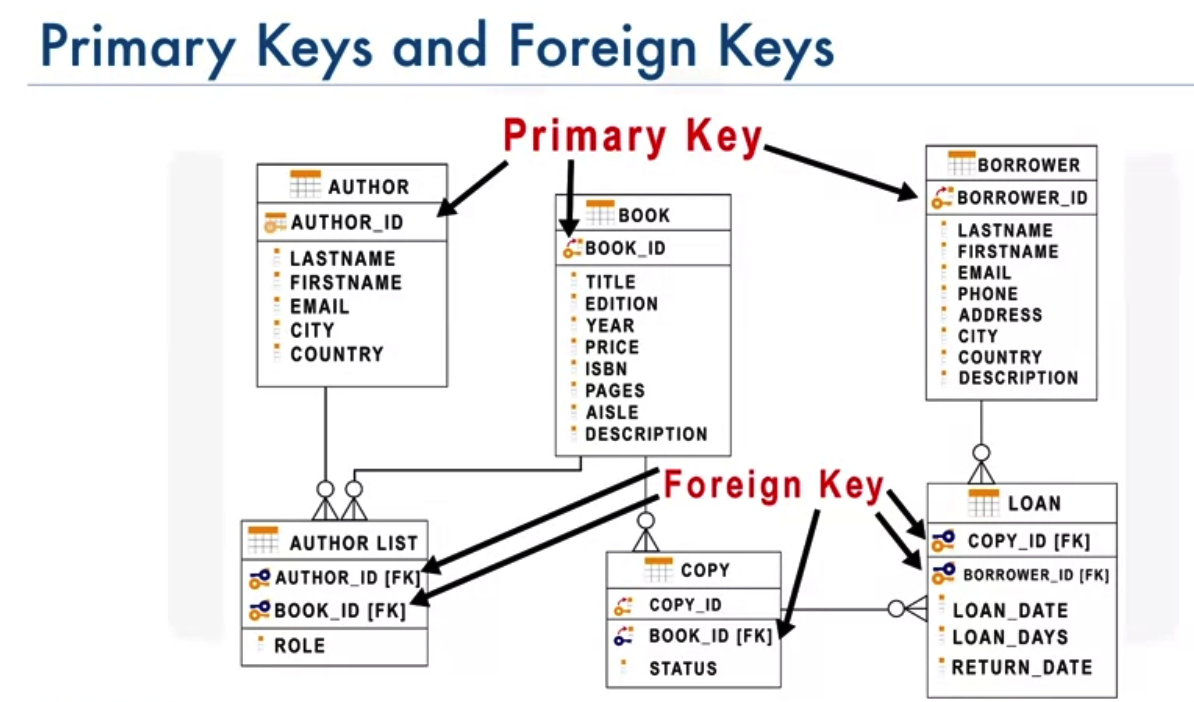 Primary Keys and Foreign Keys
Primary Key
AUTHOR
AUTHOR_ID
LASTNAME
FIRSTNAME
EMAIL
CITY
COUNTRY
BOOK
BOOK_ID
TITLE
EDITION
YEAR
PRICE
ISBN
PAGES
AISLE
DESCRIPTION
BORROWER
BORROWER_ID
LASTNAME
FIRSTNAME
EMAIL
PHONE
ADDRESS
CITY
COUNTRY
DESCRIPTION
Foreign Key
AUTHOR LIST
AUTHOR_ID [FK]
BOOK_ID [FK]
ROLE
COPY
COPY_ID
BOOK_ID [FK]
STATUS
LOAN
COPY_ID [FK]
BORROWER_ID [FK]
LOAN_DATE
LOAN_DAYS
RETURN_DATE